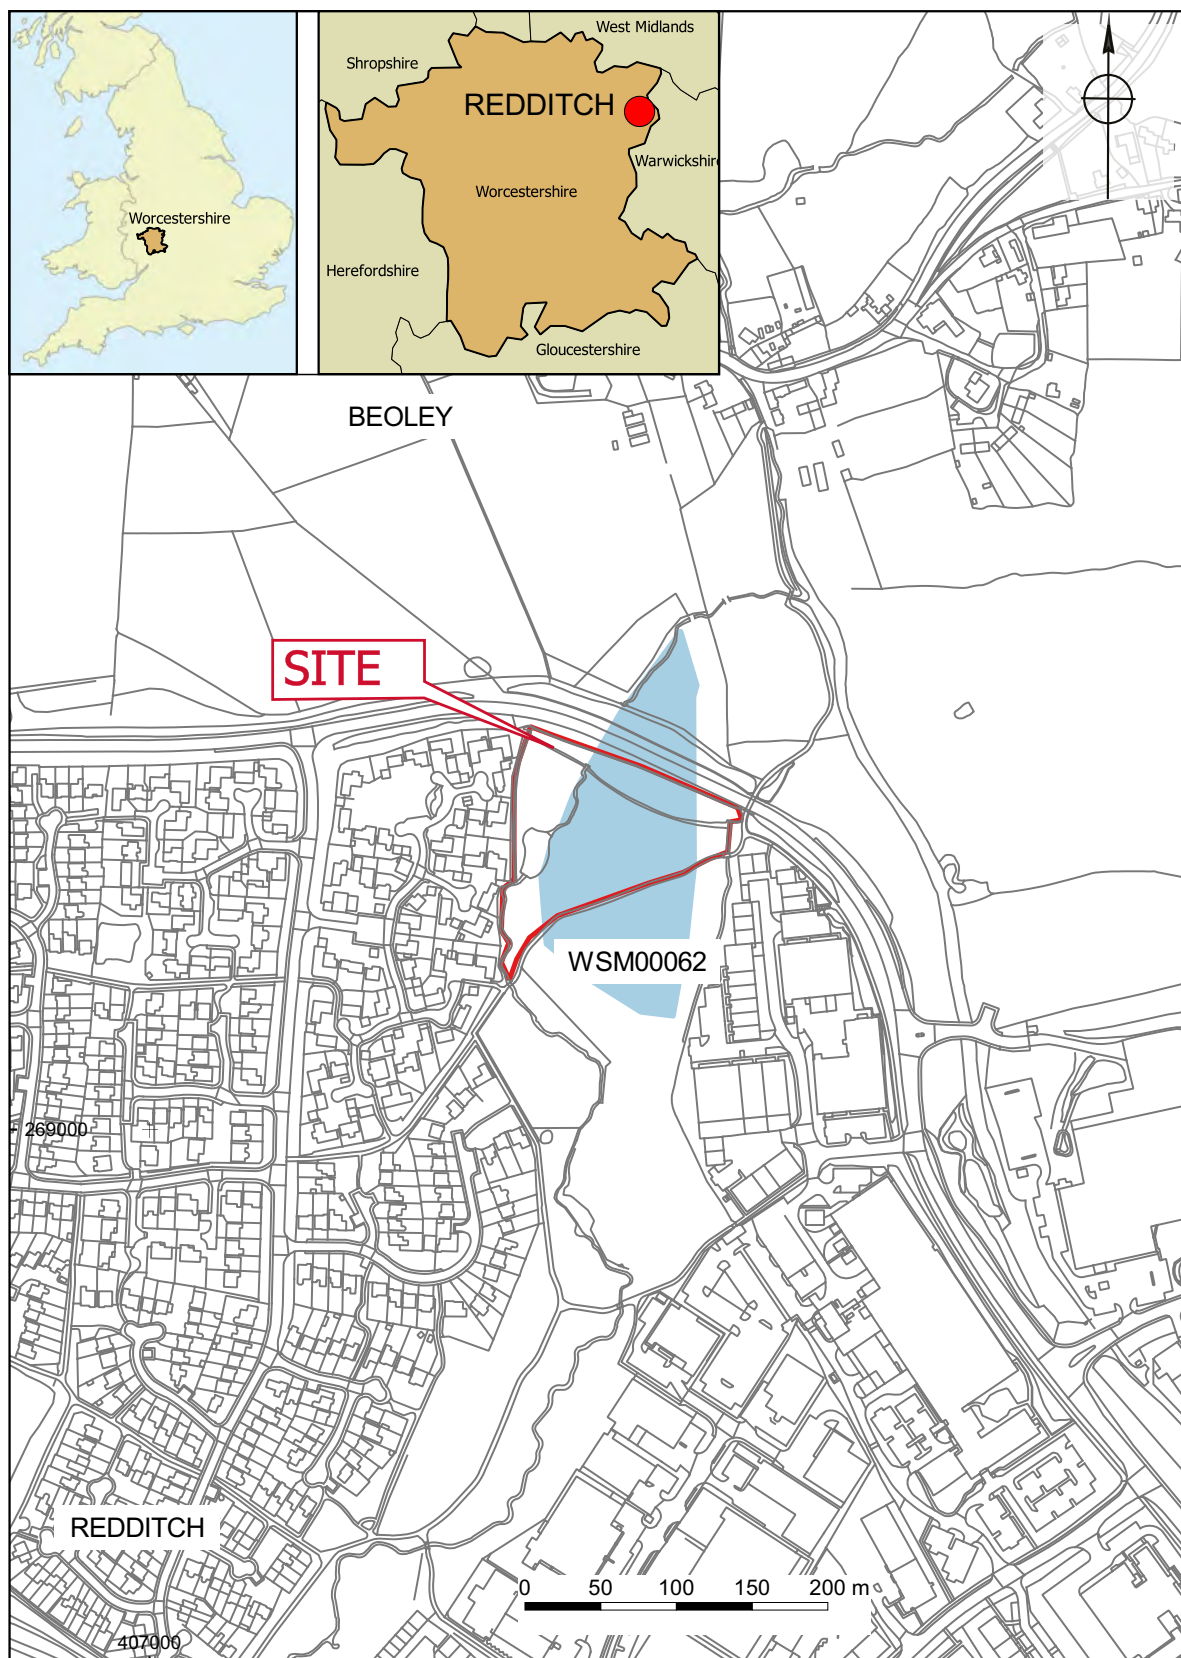 West Midlands
Shropshire
REDDITCH
Warwickshire
Worcestershire
Worcestershire
Herefordshire
Gloucestershire
BEOLEY
SITE
WSM00062
269000
REDDITCH
0 50 100 150 200 m
407000